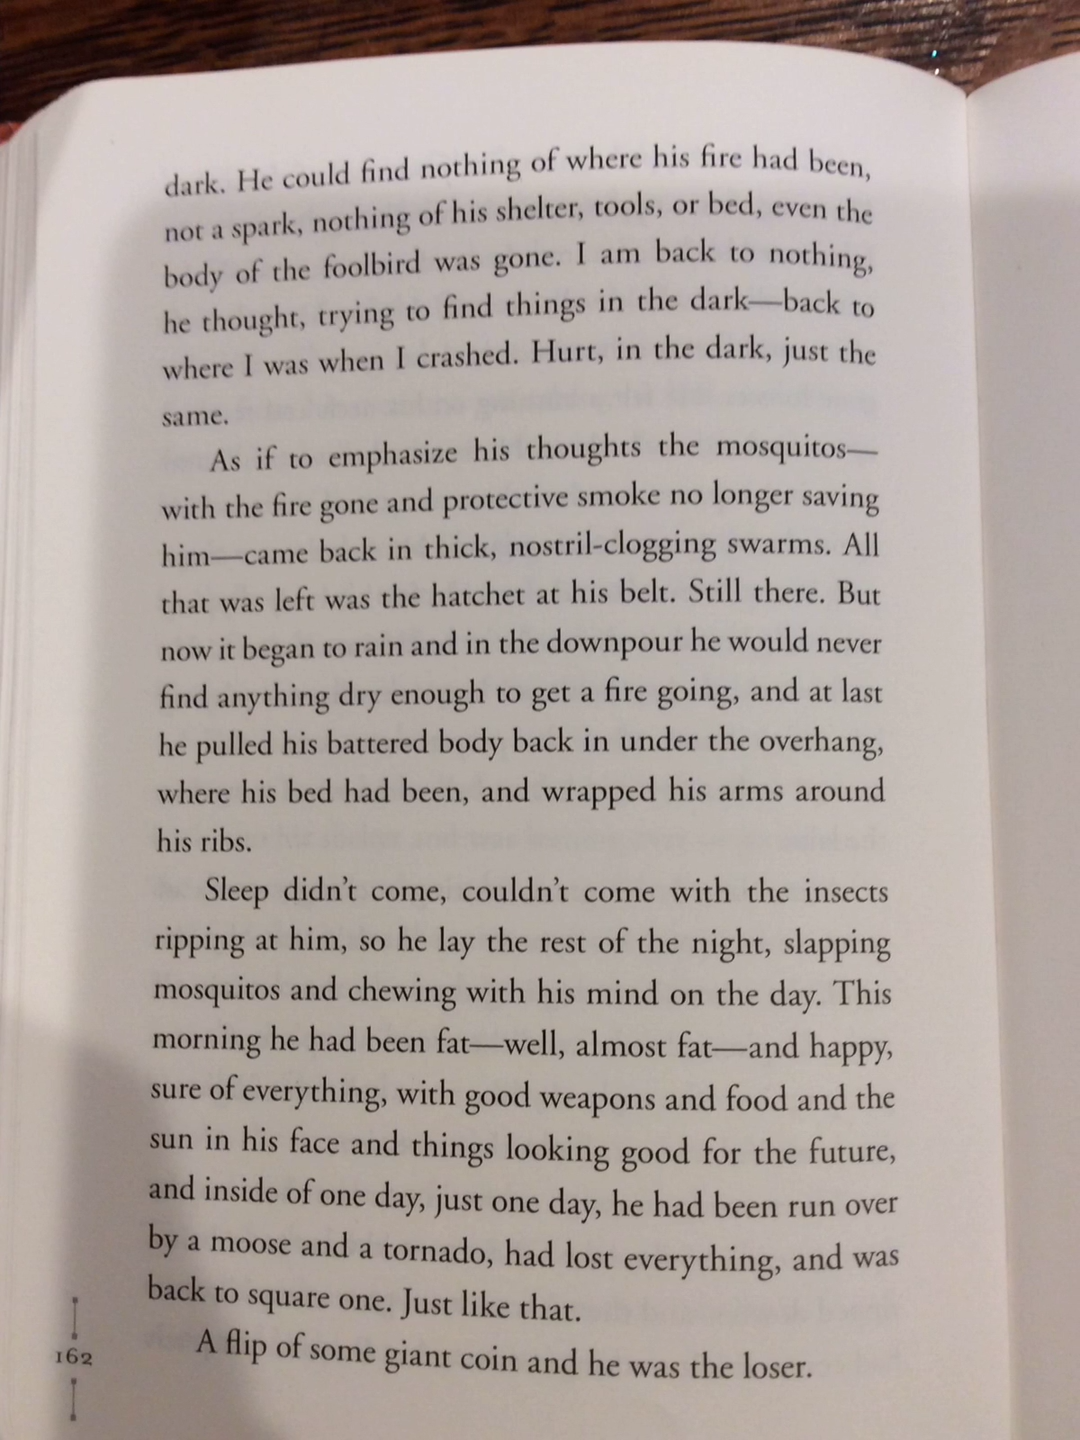 dark. He could find nothing of where his fire had been,
not a spark, nothing of his shelter, tools, or bed, even the
body of the foolbird was gone. I am back to nothing,
he thought, trying to find things in the dark—back to
where I was when I crashed. Hurt, in the dark, just the
same.
As if to emphasize his thoughts the mosquitos—
with the fire gone and protective smoke no longer saving
him—came back in thick, nostril-clogging swarms. All
that was left was the hatchet at his belt. Still there. But
now it began to rain and in the downpour he would never
find anything dry enough to get a fire going, and at last
he pulled his battered body back in under the overhang,
where his bed had been, and wrapped his arms around
his ribs.
Sleep didn't come, couldn't come with the insects
ripping at him, so he lay the rest of the night, slapping
mosquitos and chewing with his mind on the day. This
morning he had been fat—well, almost fat—and happy,
sure of everything, with good weapons and food and the
sun in his face and things looking good for the future,
and inside of one day, just one day, he had been run over
by a moose and a tornado, had lost everything, and was
back to square one. Just like that.
A flip of some giant coin and he was the loser.
162